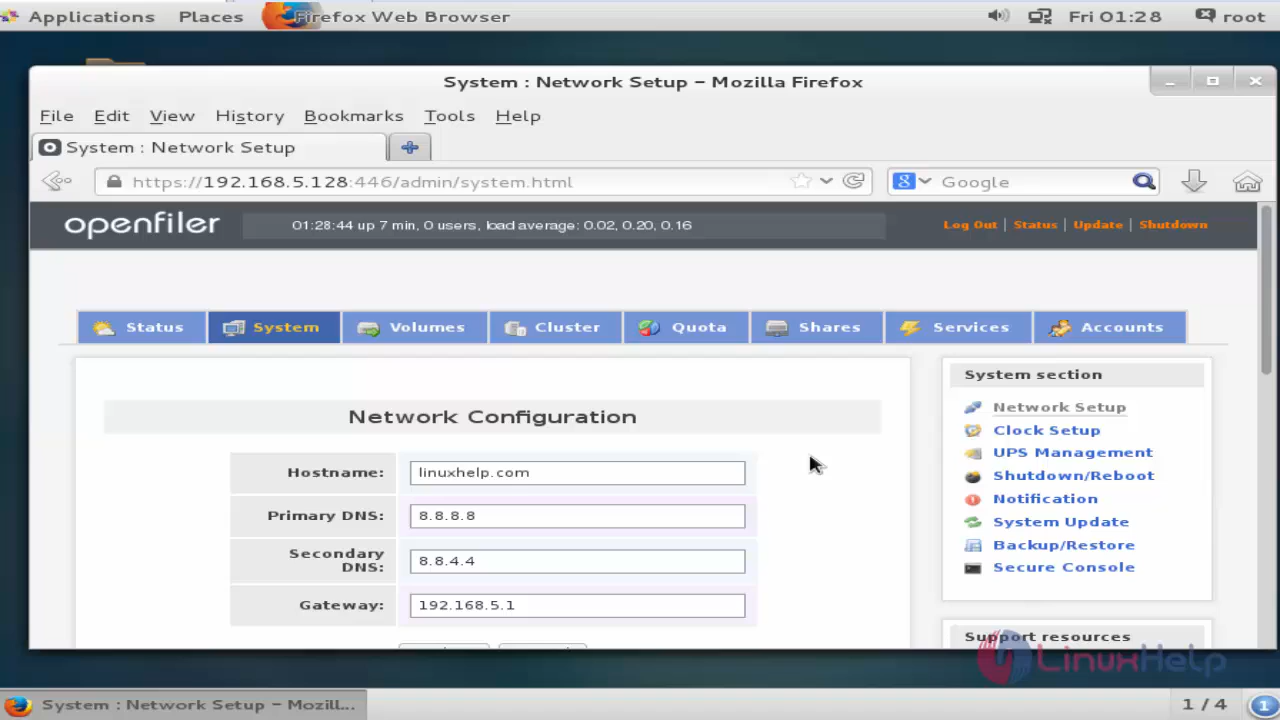 Applications Places Firefox Web Browser Fri 01:28 root
System : Network Setup - Mozilla Firefox
File Edit View History Bookmarks Tools Help
System : Network Setup
https://192.168.5.128:446/admin/system.html Google
openfiler 01:28:44 up 7 min, 0 users, load average: 0.02, 0.20, 0.16 Log Out | Status | Update | Shutdown
Status System Volumes Cluster Quota Shares Services Accounts
Network Configuration
Hostname: linuxhelp.com
Primary DNS: 8.8.8.8
Secondary
DNS: 8.8.4.4
Gateway: 192.168.5.1
System section
Network Setup
Clock Setup
UPS Management
Shutdown/Reboot
Notification
System Update
Backup/Restore
Secure Console
Support resources
LinuxHelp
System : Network Setup - Mozill... 1 / 4 1